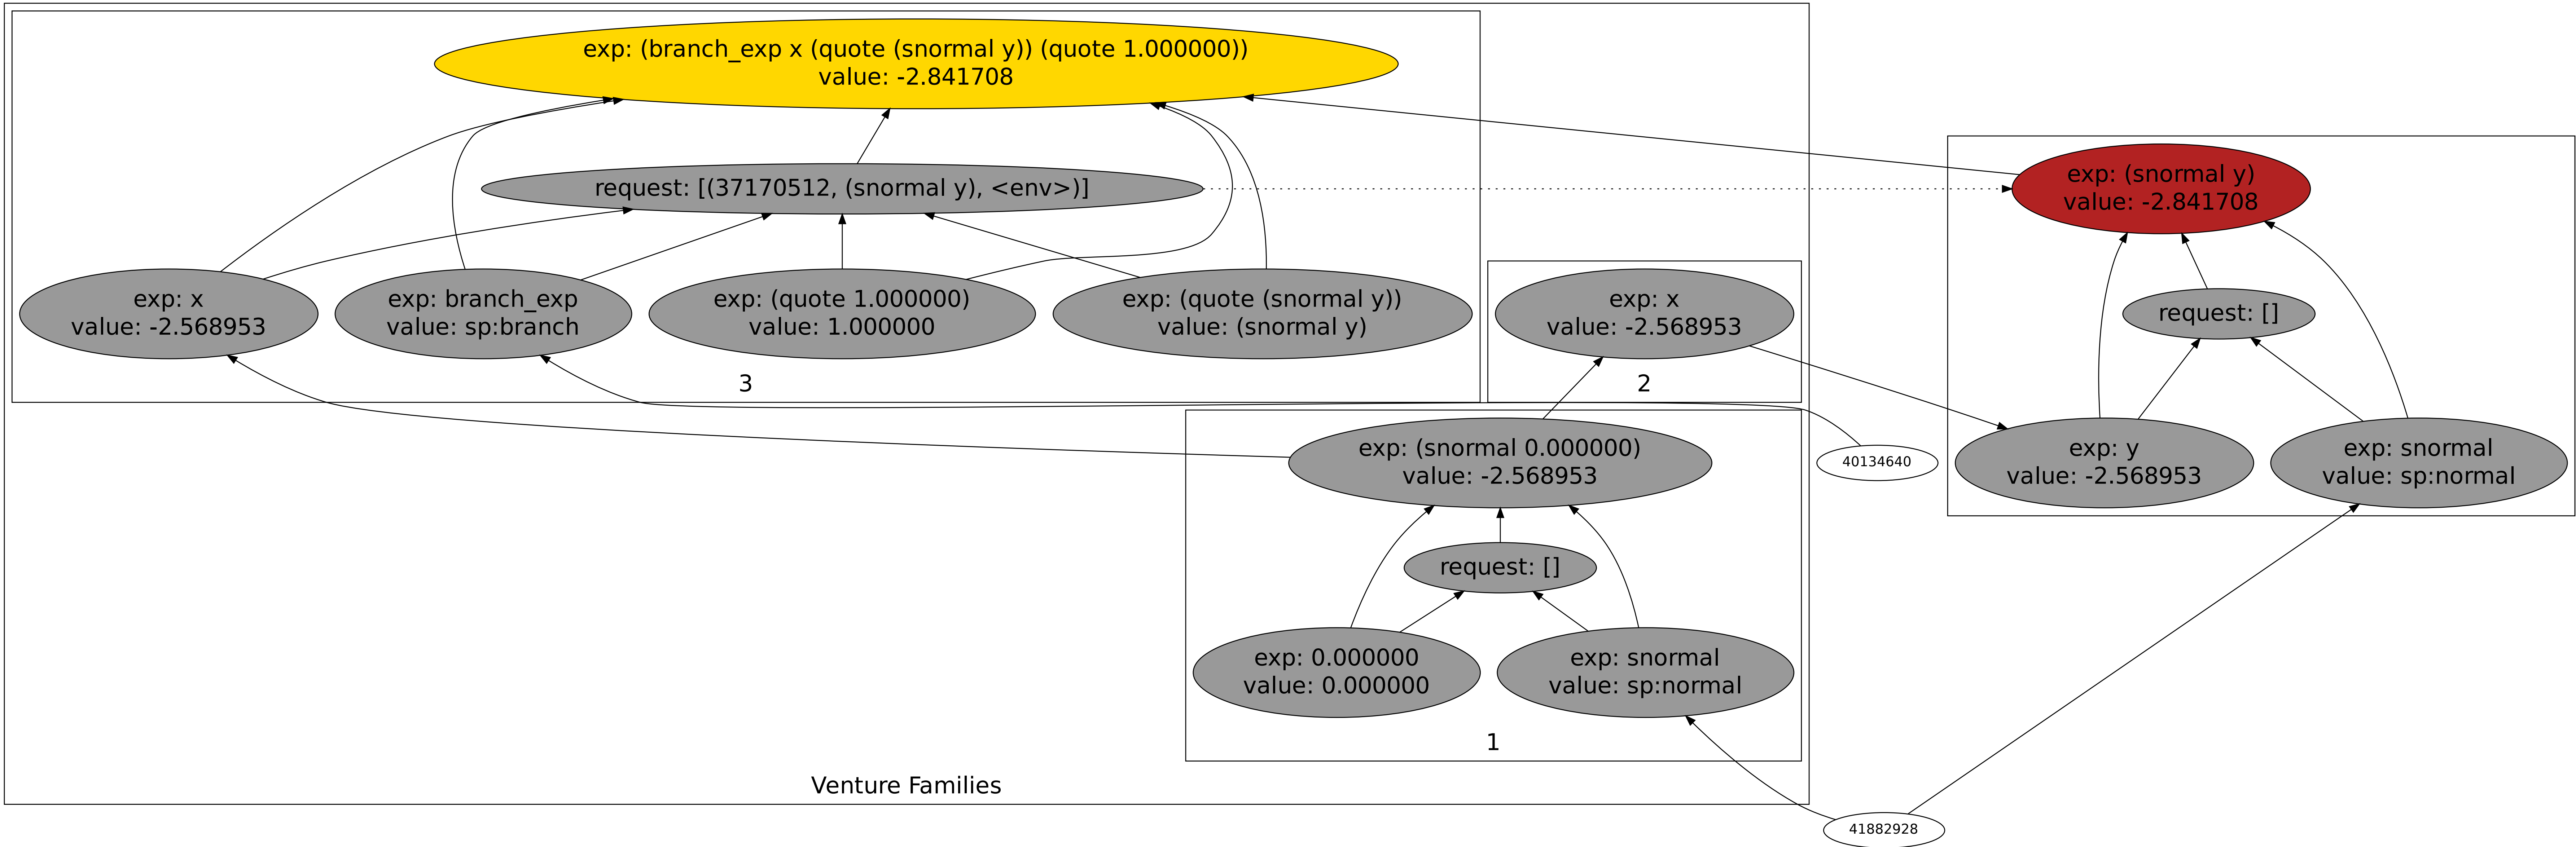 exp: (branch_exp x (quote (snormal y)) (quote 1.000000))
value: -2.841708
request: [(37170512, (snormal y), <env>)]
exp: x
value: -2.568953
exp: branch_exp
value: sp:branch
exp: (quote 1.000000)
value: 1.000000
exp: (quote (snormal y))
value: (snormal y)
3
exp: x
value: -2.568953
2
exp: (snormal y)
value: -2.841708
request: []
exp: y
value: -2.568953
exp: snormal
value: sp:normal
exp: (snormal 0.000000)
value: -2.568953
40134640
request: []
exp: 0.000000
value: 0.000000
exp: snormal
value: sp:normal
1
Venture Families
41882928